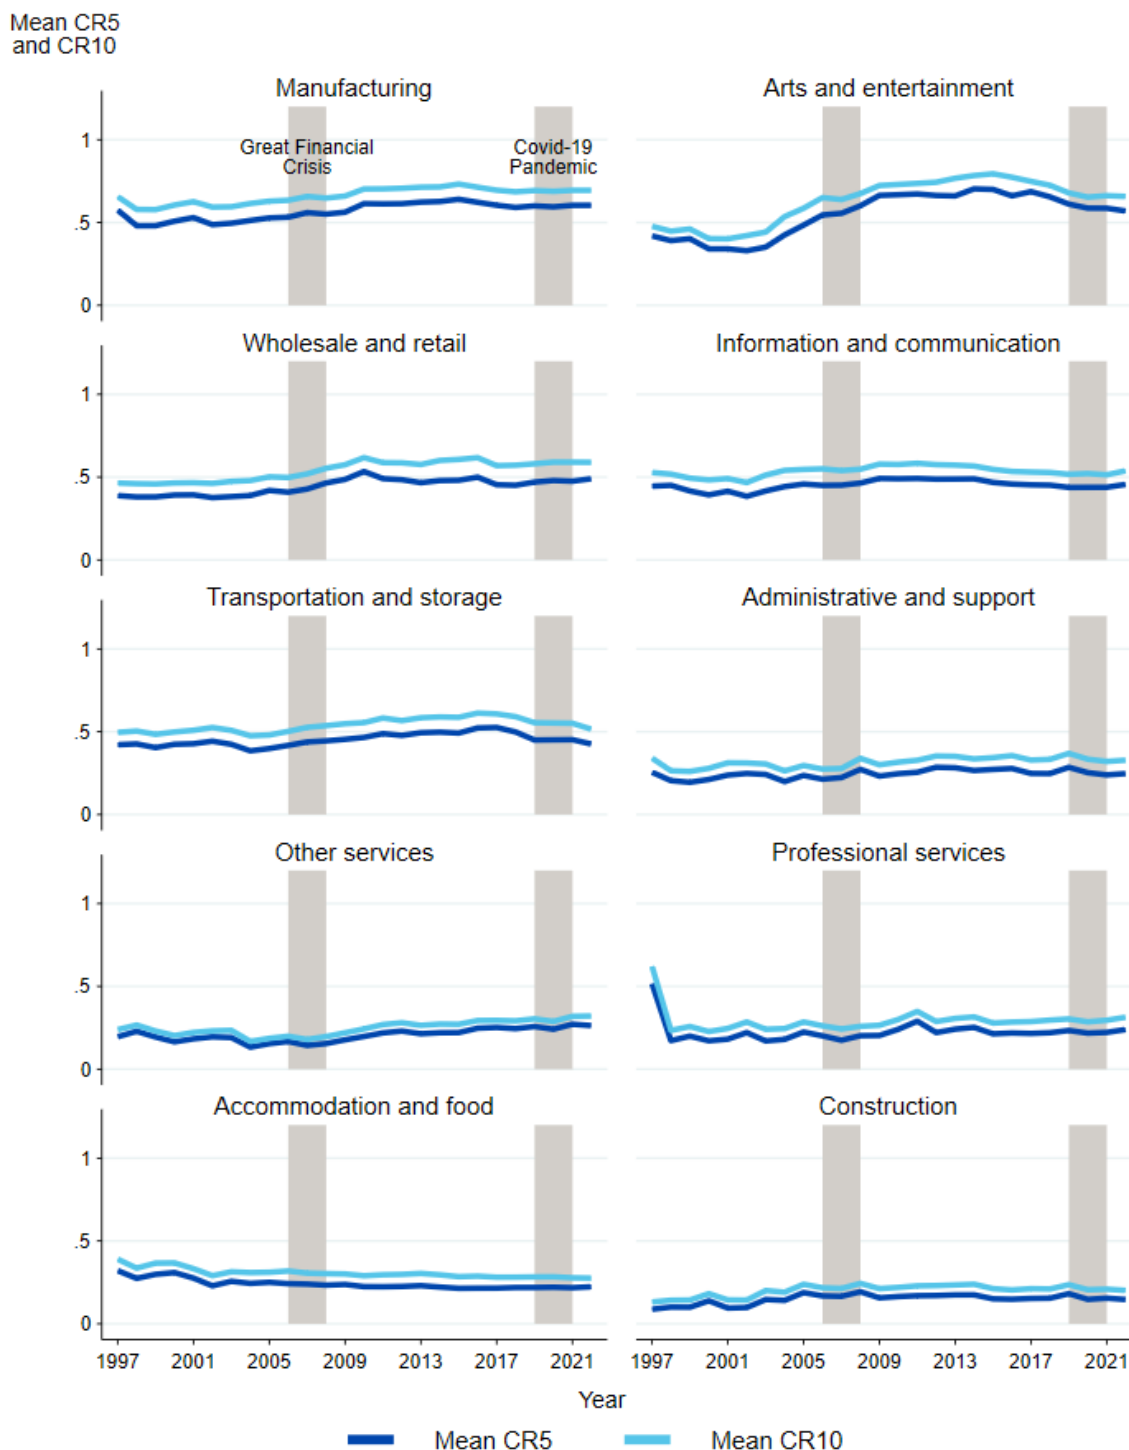 Mean CR5
and CR10
Manufacturing
Arts and entertainment
1
.5
0
Great Financial
Crisis
Covid-19
Pandemic
Wholesale and retail
Information and communication
1
.5
0
Transportation and storage
Administrative and support
1
.5
0
Other services
Professional services
1
.5
0
Accommodation and food
Construction
1
.5
0
1997 2001 2005 2009 2013 2017 2021
1997 2001 2005 2009 2013 2017 2021
Year
Mean CR5
Mean CR10